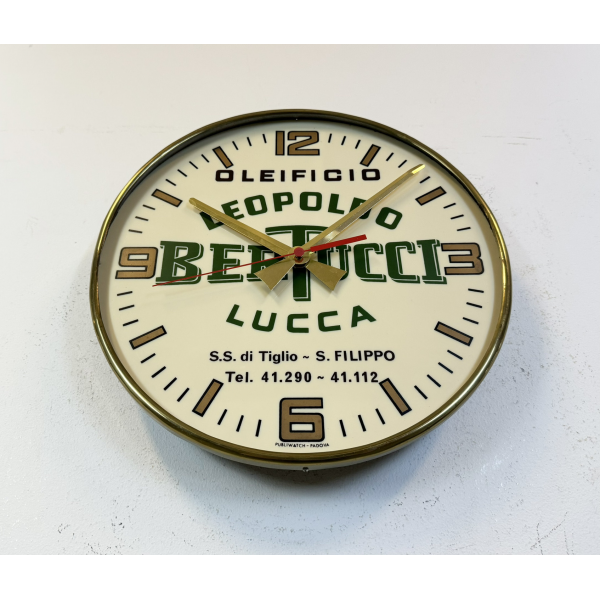 12
OLEIFICIO
LEOPOLDO
9 BERTUCCI 3
LUCCA
S.S. di Tiglio ~ S. FILIPPO
Tel. 41.290 ~ 41.112
6
PUBLIWATCH - PADOVA